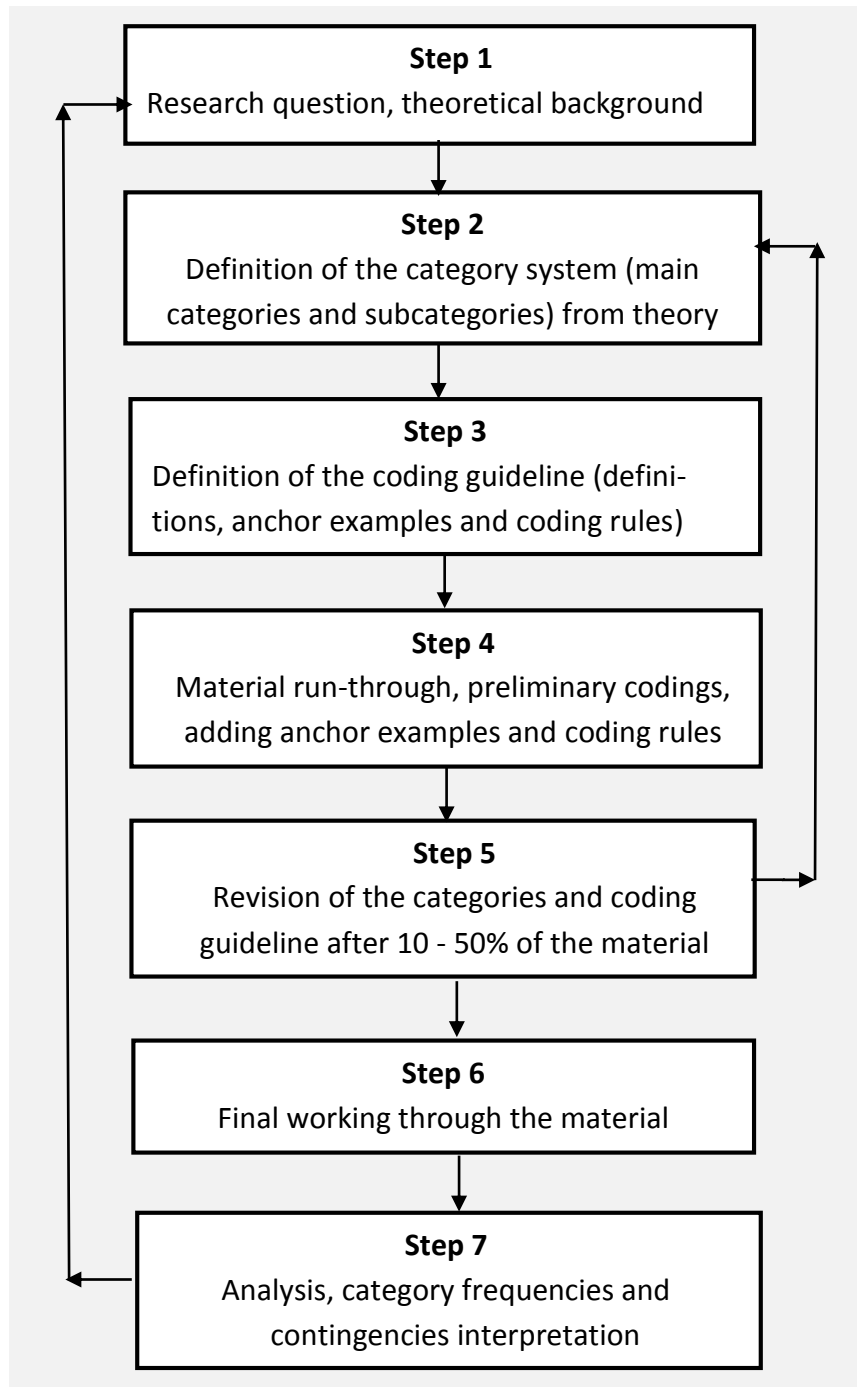 Step 1
Research question, theoretical background
Step 2
Definition of the category system (main
categories and subcategories) from theory
Step 3
Definition of the coding guideline (defini-
tions, anchor examples and coding rules)
Step 4
Material run-through, preliminary codings,
adding anchor examples and coding rules
Step 5
Revision of the categories and coding
guideline after 10 - 50% of the material
Step 6
Final working through the material
Step 7
Analysis, category frequencies and
contingencies interpretation